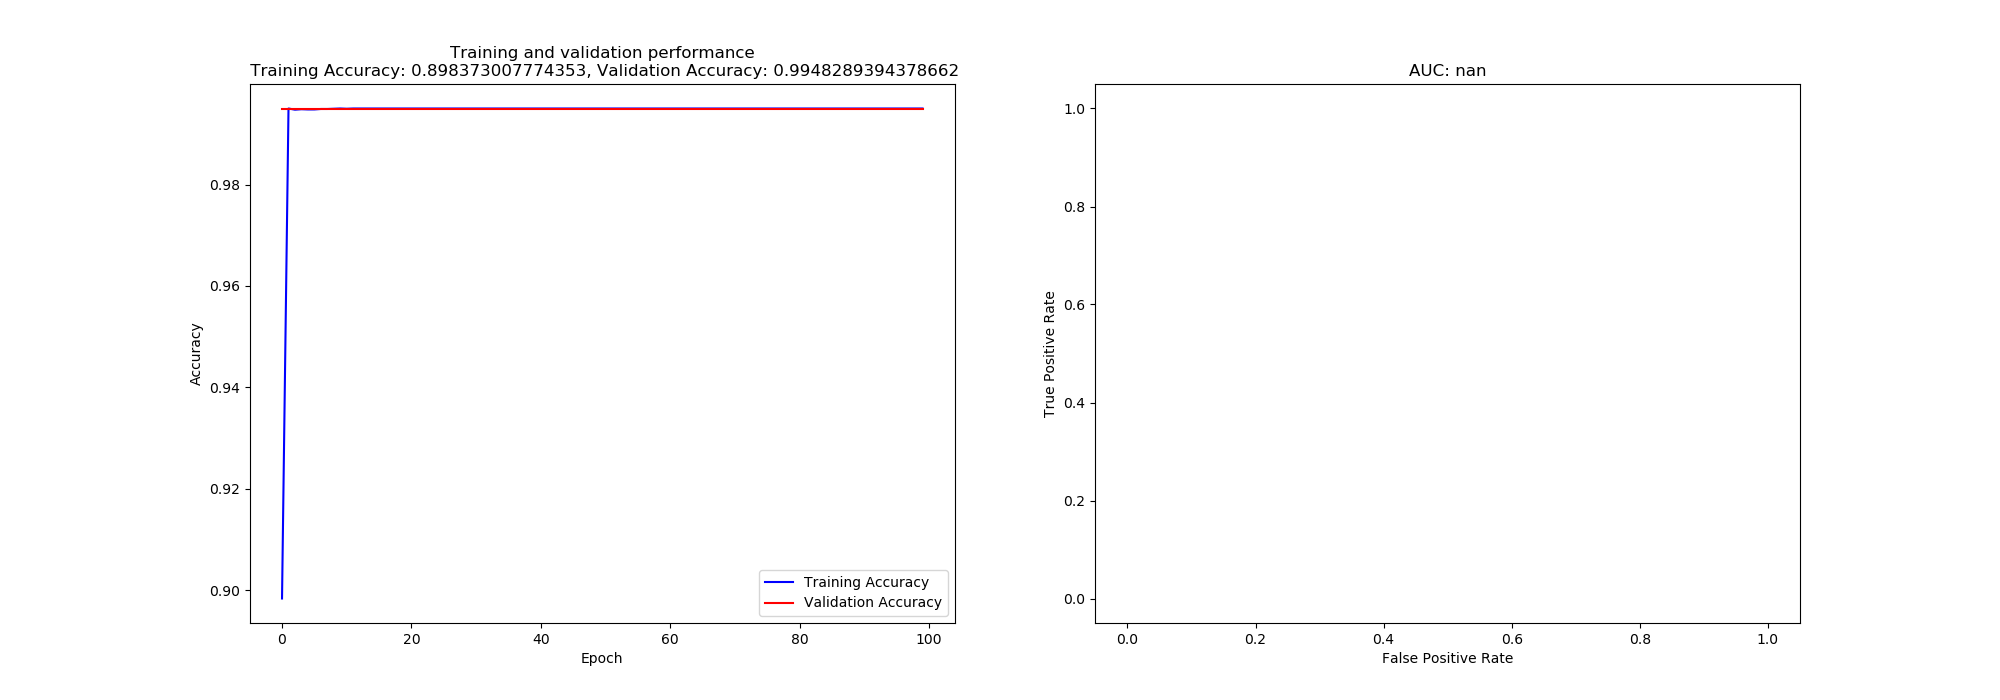 Training and validation performance
Training Accuracy: 0.898373007774353, Validation Accuracy: 0.9948289394378662
0.98
0.96
0.94
0.92
0.90
Accuracy
0
20
40
60
80
100
Epoch
Training Accuracy
Validation Accuracy
AUC: nan
1.0
0.8
0.6
0.4
0.2
0.0
True Positive Rate
0.0
0.2
0.4
0.6
0.8
1.0
False Positive Rate